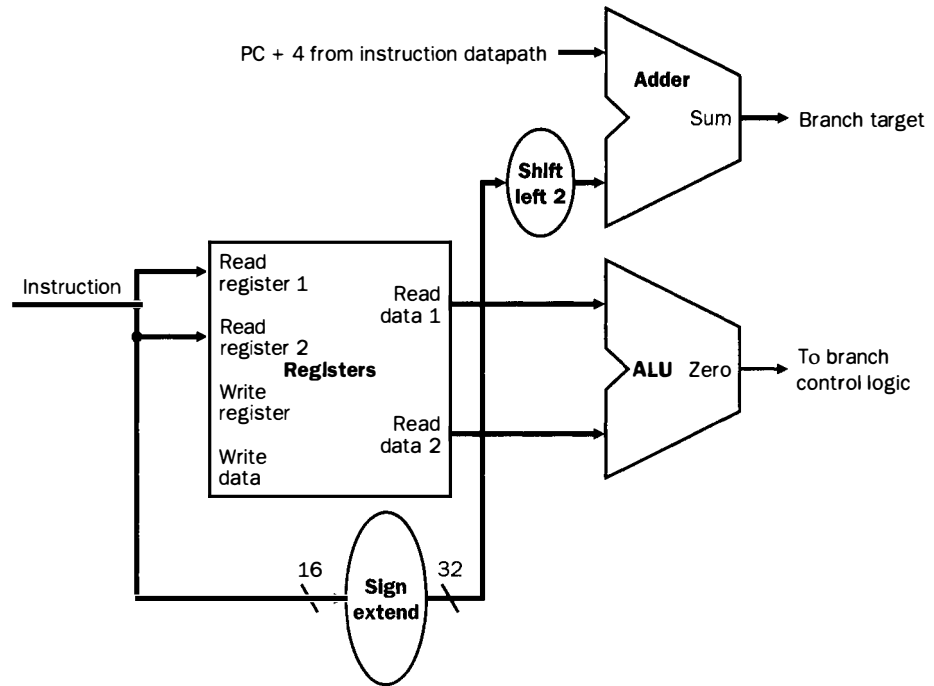 PC + 4 from instruction datapath
Adder
Sum
Branch target
Shift
left 2
Instruction
Read
register 1
Read
data 1
Read
register 2
Registers
Write
register
Read
data 2
Write
data
ALU
Zero
To branch
control logic
16
32
Sign
extend